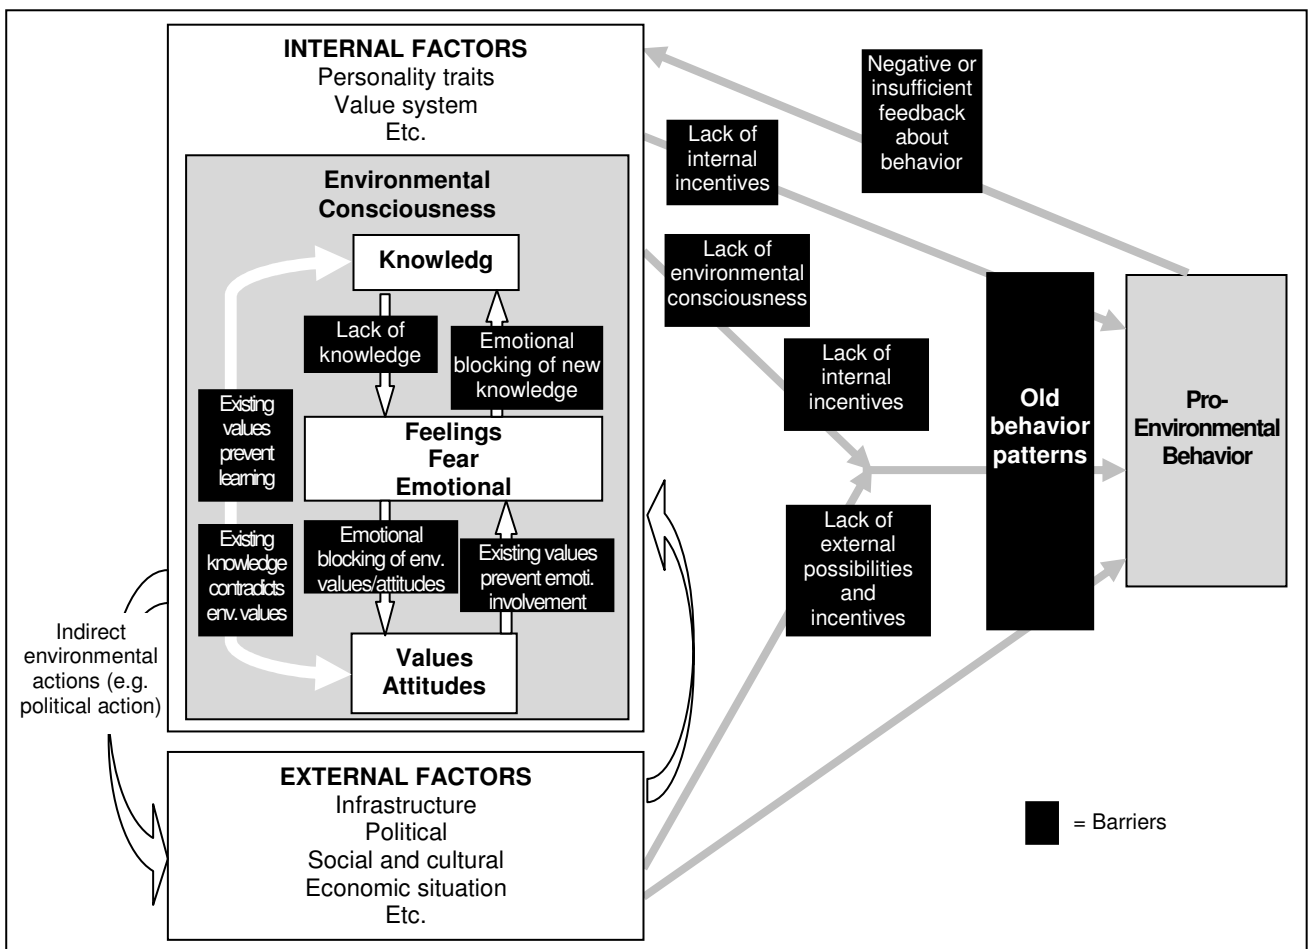 INTERNAL FACTORS
Personality traits
Value system
Etc.
Environmental
Consciousness
Knowledg
Lack of
knowledge
Emotional
blocking of new
knowledge
Existing
values
prevent
learning
Feelings
Fear
Emotional
Existing
knowledge
contradicts
env. values
Emotional
blocking of env.
values/attitudes
Existing values
prevent emoti.
involvement
Values
Attitudes
Indirect
environmental
actions (e.g.
political action)
EXTERNAL FACTORS
Infrastructure
Political
Social and cultural
Economic situation
Etc.
Negative or
insufficient
feedback
about
behavior
Lack of
internal
incentives
Lack of
environmental
consciousness
Lack of
internal
incentives
Lack of
external
possibilities
and
incentives
Old
behavior
patterns
Pro-
Environmental
Behavior
= Barriers